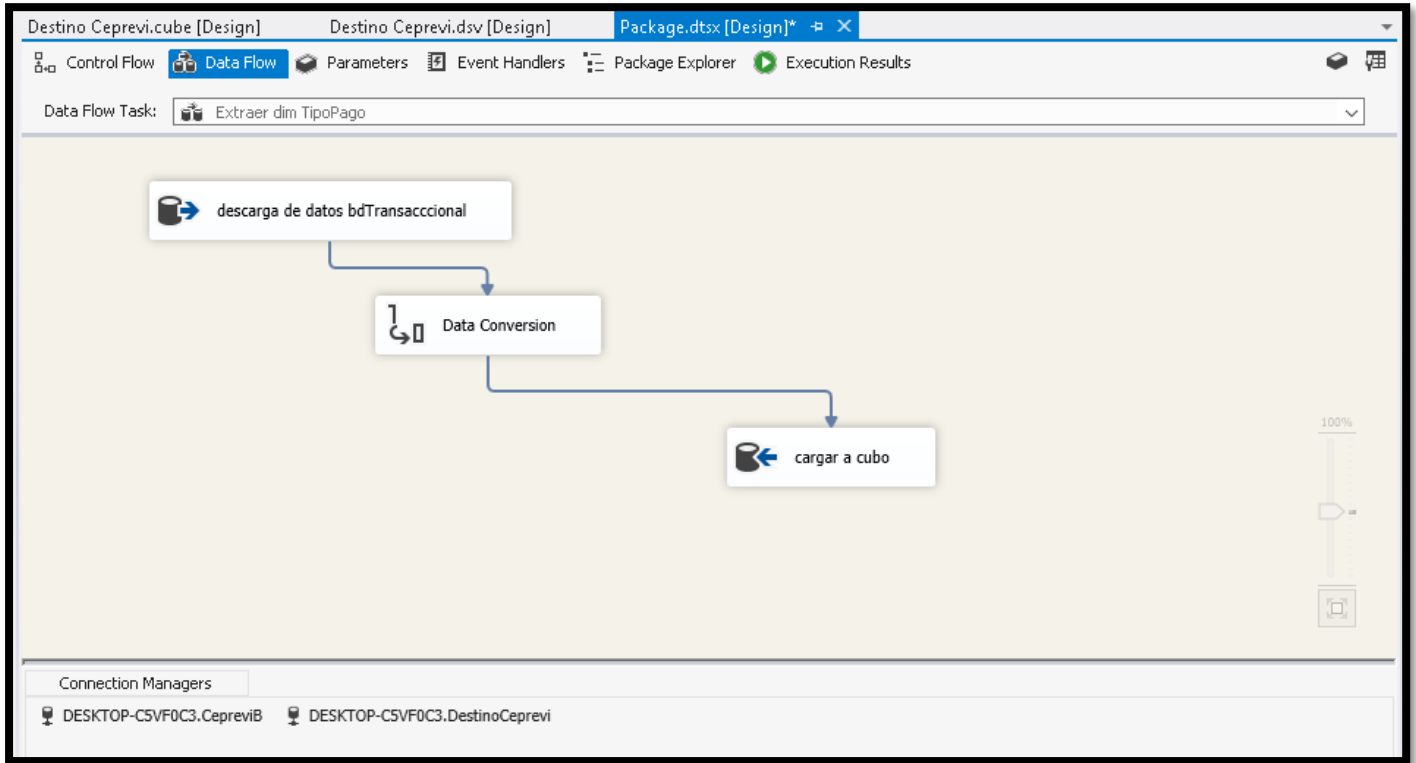 Destino Ceprevi.cube [Design] Destino Ceprevi.dsv [Design] Package.dtsx [Design]*
Control Flow Data Flow Parameters Event Handlers Package Explorer Execution Results
Data Flow Task: Extraer dim TipoPago
descarga de datos bdTransacccional
Data Conversion
100%
cargar a cubo
Connection Managers
DESKTOP-C5VF0C3.CepreviB DESKTOP-C5VF0C3.DestinoCeprevi